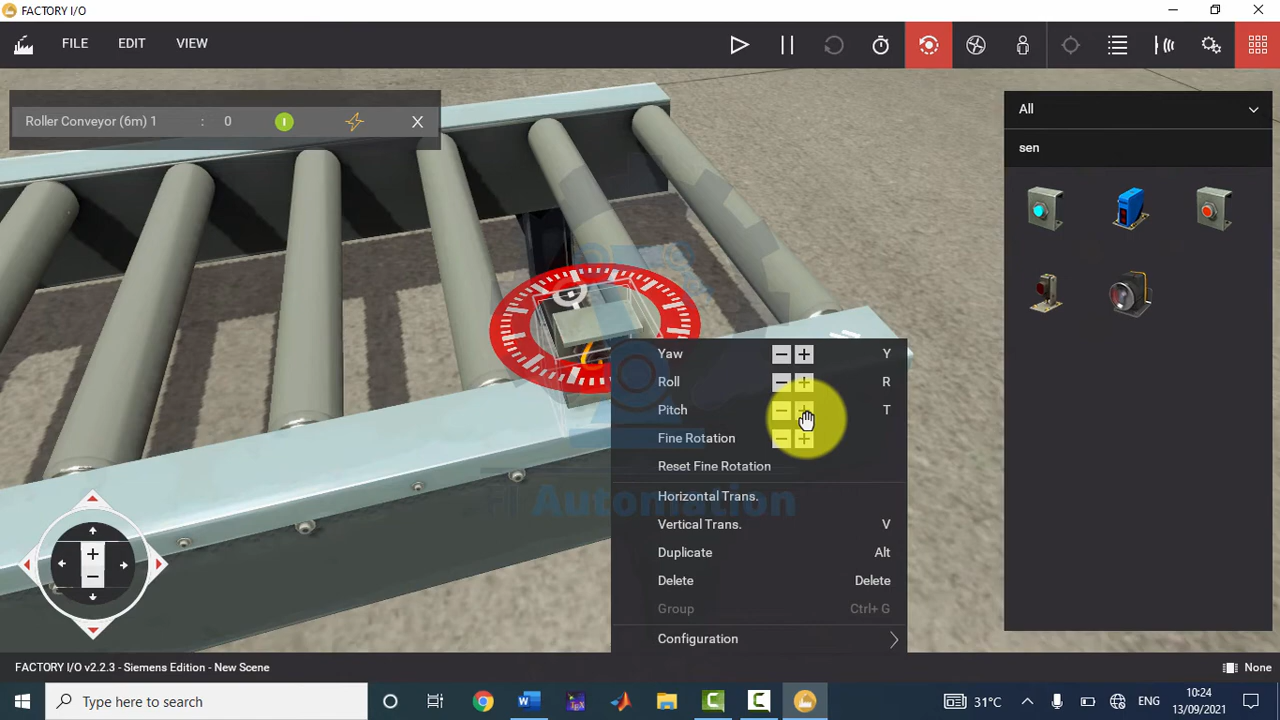 FACTORY I/O
FILE EDIT VIEW
Roller Conveyor (6m) 1 : 0 X
All
sen
Yaw Y
Roll R
Pitch T
Fine Rotation
Reset Fine Rotation
Horizontal Trans.
Vertical Trans. V
Duplicate Alt
Delete Delete
Group Ctrl+ G
Configuration
Automation
FACTORY I/O v2.2.3 - Siemens Edition - New Scene None
Type here to search
31°C ENG
10:24
13/09/2021